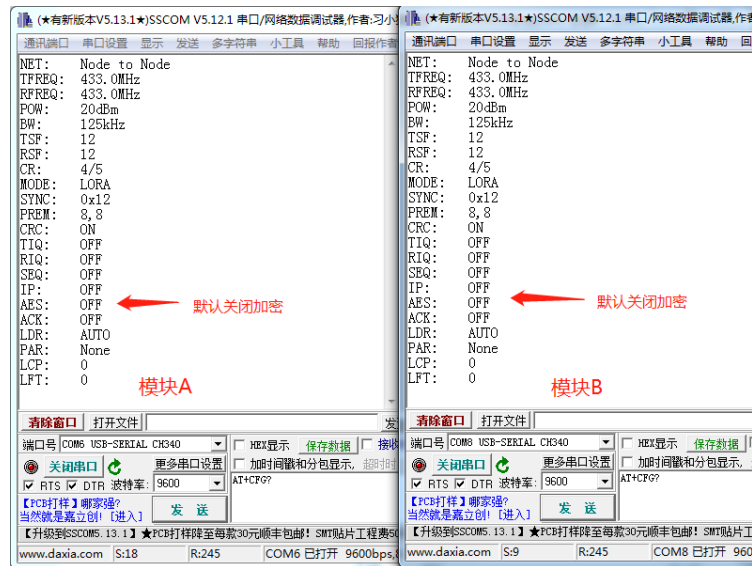 (★有新版本V5.13.1★)SSCOM V5.12.1 串口/网络数据调试器,作者:习小
通讯端口 串口设置 显示 发送 多字符串 小工具 帮助 回报作者
NET: Node to Node
TFREQ: 433.0MHz
RFREQ: 433.0MHz
POW: 20dBm
BW: 125kHz
TSF: 12
RSF: 12
CR: 4/5
MODE: LORA
SYNC: 0x12
PREM: 8,8
CRC: ON
TIQ: OFF
RIQ: OFF
SEQ: OFF
IP: OFF
AES: OFF 默认关闭加密
ACK: OFF
LDR: AUTO
PAR: None
LCP: 0
LFT: 0
模块A
清除窗口 打开文件 发
端口号 COM6 USB-SERIAL CH340 HEX显示 保存数据 接收
关闭串口 更多串口设置 加时间戳和分包显示, 超时时
RTS DTR 波特率: 9600 AT+CFG?
【PCB打样】哪家强?
当然就是嘉立创! [进入] 发 送
【升级到SSCOM5.13.1】★PCB打样降至每款30元顺丰包邮! SMT贴片工程费50
www.daxia.com S:18 R:245 COM6 已打开 9600bps,8
(★有新版本V5.13.1★)SSCOM V5.12.1 串口/网络数据调试器,作
通讯端口 串口设置 显示 发送 多字符串 小工具 帮助 回
NET: Node to Node
TFREQ: 433.0MHz
RFREQ: 433.0MHz
POW: 20dBm
BW: 125kHz
TSF: 12
RSF: 12
CR: 4/5
MODE: LORA
SYNC: 0x12
PREM: 8,8
CRC: ON
TIQ: OFF
RIQ: OFF
SEQ: OFF
IP: OFF
AES: OFF 默认关闭加密
ACK: OFF
LDR: AUTO
PAR: None
LCP: 0
LFT: 0
模块B
清除窗口 打开文件
端口号 COM8 USB-SERIAL CH340 HEX显示 保存数据
关闭串口 更多串口设置 加时间戳和分包显示,
RTS DTR 波特率: 9600 AT+CFG?
【PCB打样】哪家强?
当然就是嘉立创! [进入] 发 送
【升级到SSCOM5.13.1】★PCB打样降至每款30元顺丰包邮! SMT贴片工
www.daxia.com S:9 R:245 COM8 已打开 960